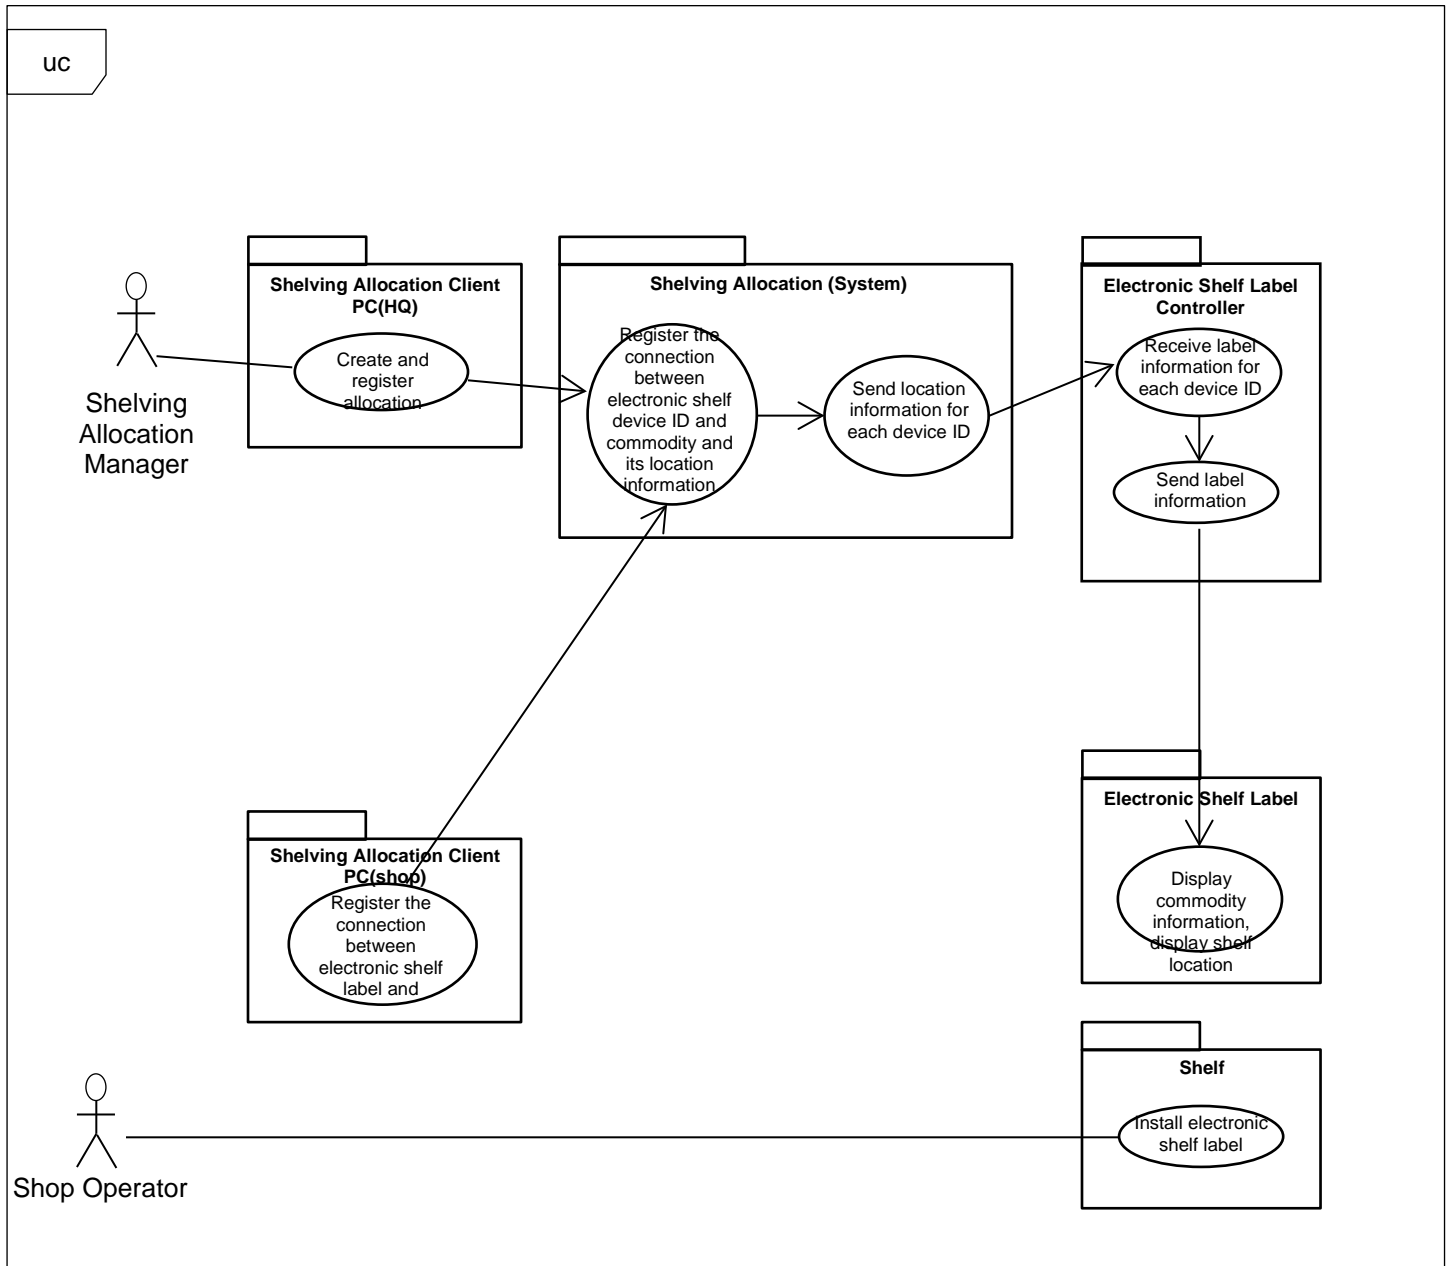 uc
Shelving Allocation Client
PC(HQ)
Create and
register
allocation
Shelving
Allocation
Manager
Shelving Allocation (System)
Register the
connection
between
electronic shelf
device ID and
commodity and
its location
information
Send location
information for
each device ID
Electronic Shelf Label
Controller
Receive label
information for
each device ID
Send label
information
Shelving Allocation Client
PC(shop)
Register the
connection
between
electronic shelf
label and
Electronic Shelf Label
Display
commodity
information,
display shelf
location
Shelf
Install electronic
shelf label
Shop Operator